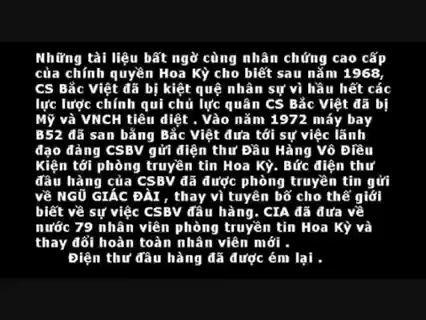 Những tài liệu bất ngờ cùng nhân chứng cao cấp
của chính quyền Hoa Kỳ cho biết sau năm 1968,
CS Bắc Việt đã bị kiệt quệ nhân sự vì hầu hết các
lực lược chính qui chủ lực quân CS Bắc Việt đã bị
Mỹ và VNCH tiêu diệt . Vào năm 1972 máy bay
B52 đã san bằng Bắc Việt đưa tới sự việc lãnh
đạo đảng CSBV gửi điện thư Đầu Hàng Vô Điều
Kiện tới phòng truyền tin Hoa Kỳ. Bức điện thư
đầu hàng của CSBV đã được phòng truyền tin gửi
về NGŨ GIÁC ĐÀI , thay vì tuyên bố cho thế giới
biết về sự việc CSBV đầu hàng. CIA đã đưa về
nước 79 nhân viên phòng truyền tin Hoa Kỳ và
thay đổi hoàn toàn nhân viên mới .
Điện thư đầu hàng đã được ém lại .